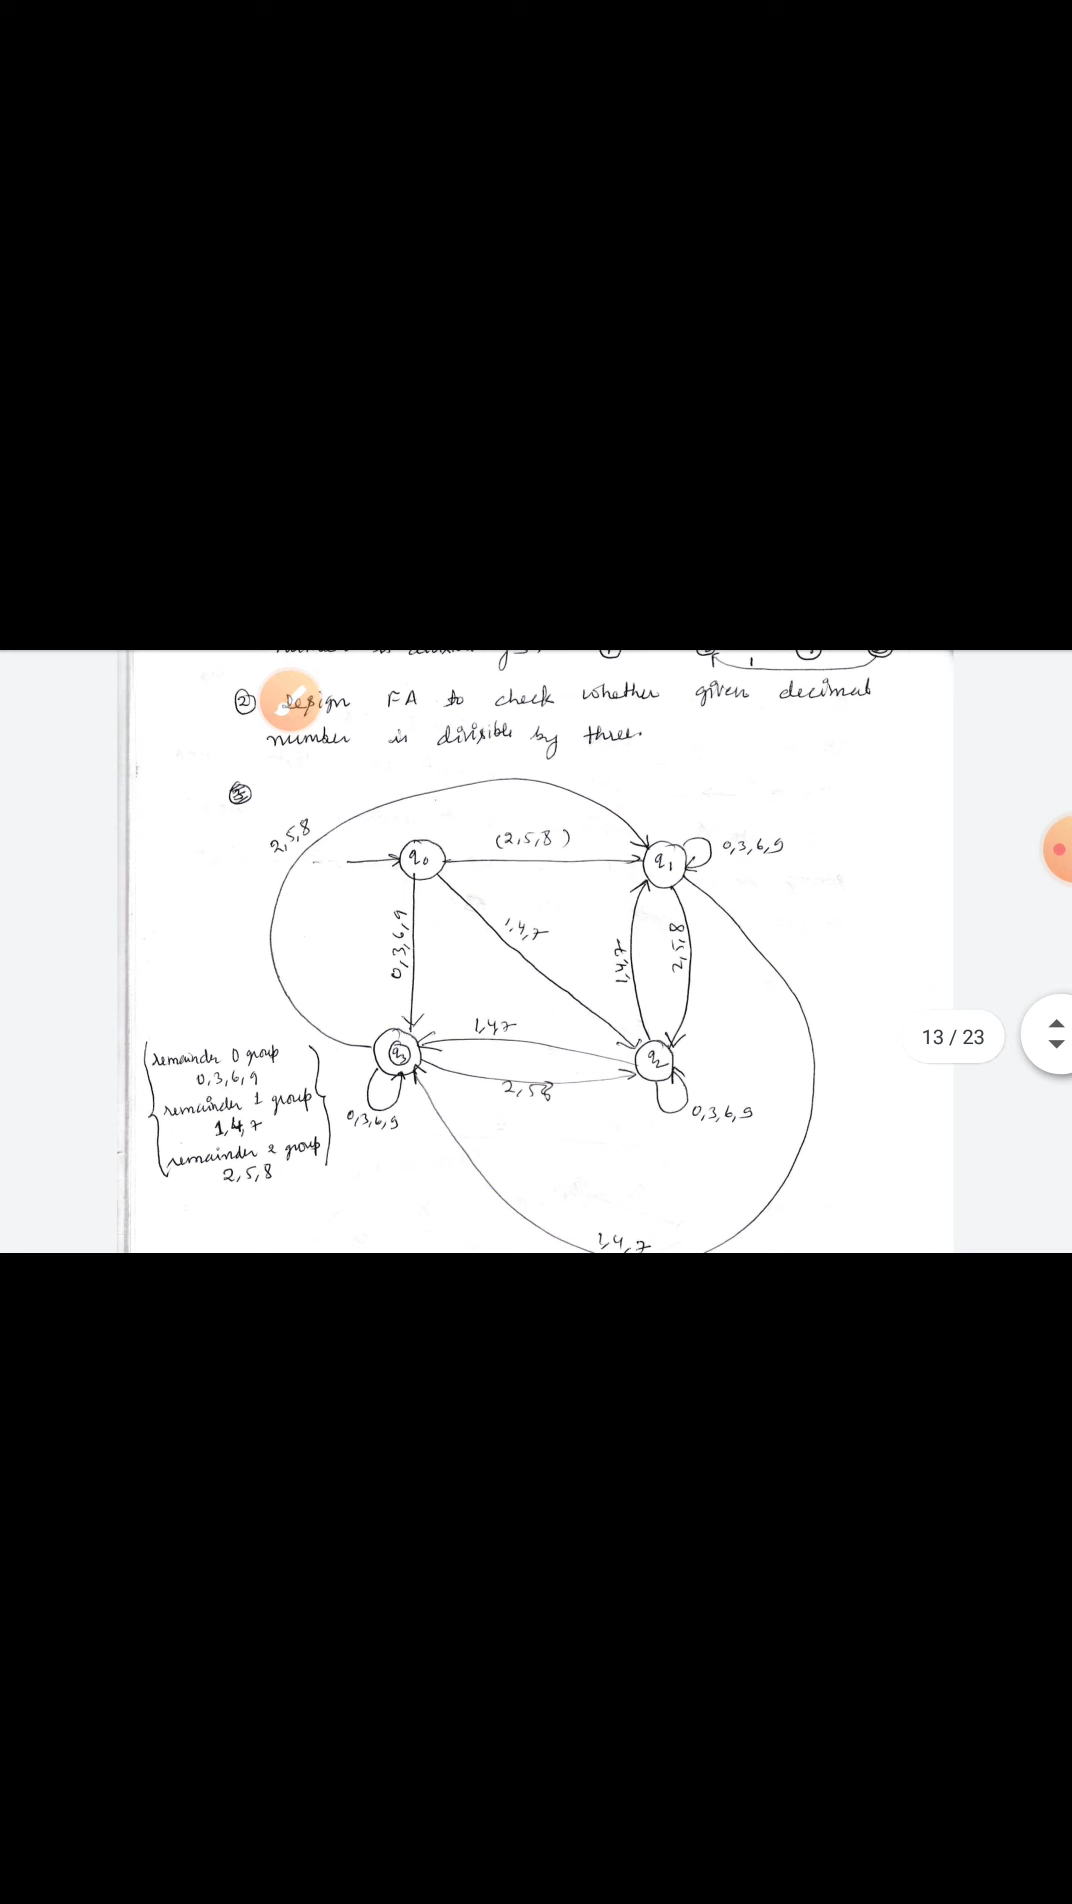 ② Design FA to check whether given decimal
number is divisible by three.
2,5,8
q0
(2,5,8)
q1
0,3,6,9
0,3,6,9
1,4,7
1,4,7
2,5,8
1,4,7
2,5,8
q3
q2
0,3,6,9
0,3,6,9
remainder 0 group
0,3,6,9
remainder 1 group
1,4,7
remainder 2 group
2,5,8
1,4,7
13 / 23